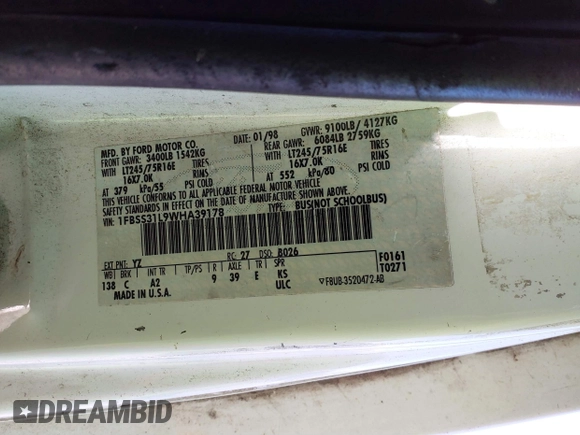 MFD. BY FORD MOTOR CO. 01/98 GVWR: 9100LB/ 4127KG
FRONT GAWR: 3400LB 1542KG REAR GAWR: 6084LB 2759KG
LT245/75R16E TIRES LT245/75R16E TIRES
16X7.0K RIMS 16X7.0K RIMS
AT 379 kPa/55 PSI COLD AT 552 kPa/80 PSI COLD
THIS VEHICLE CONFORMS TO ALL APPLICABLE FEDERAL MOTOR VEHICLE
SAFETY STANDARDS IN EFFECT ON THE DATE OF MANUFACTURE SHOWN ABOVE.
VIN: 1FBSS31L9WHA39178 TYPE: BUS(NOT SCHOOLBUS)
EXT PNT: YZ RC: 27 DSO: B026 F0161
WB BRK INT TR TP/PS R AXLE TR SPR T0271
138 C A2 9 39 E KS
MADE IN U.S.A. ULC ▽F8UB-3520472-AB
DREAMBID